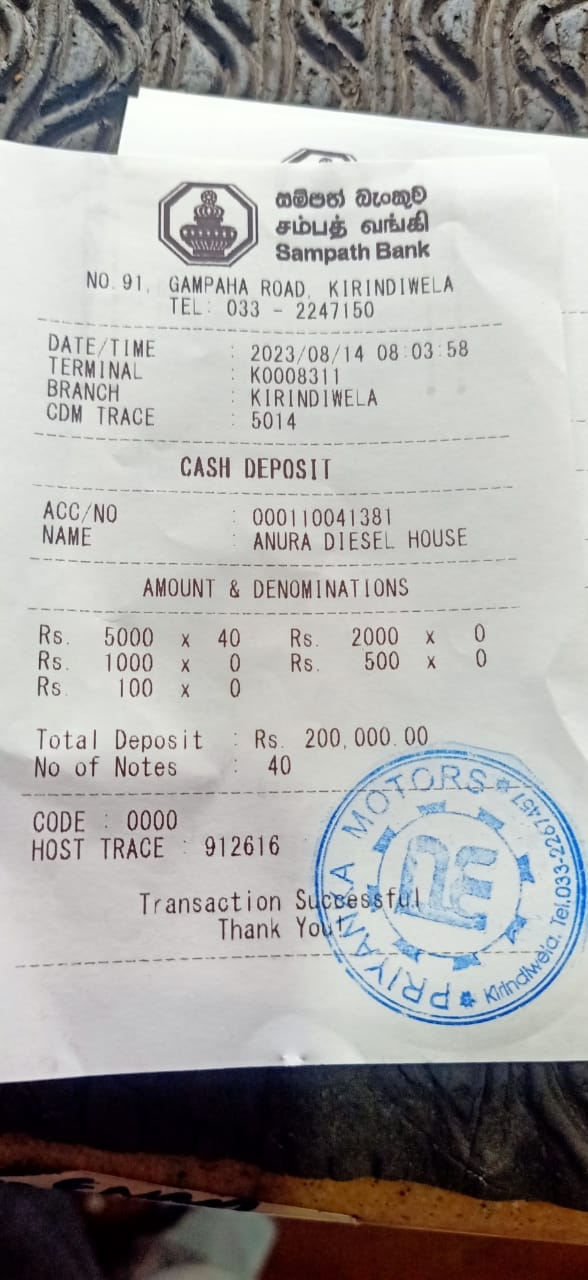 සම්පත් බැංකුව
சம்பத் வங்கி
Sampath Bank
NO.91, GAMPAHA ROAD, KIRINDIWELA
TEL: 033 - 2247150
DATE/TIME : 2023/08/14 08:03:58
TERMINAL : K0008311
BRANCH : KIRINDIWELA
CDM TRACE : 5014
CASH DEPOSIT
ACC/NO : 000110041381
NAME : ANURA DIESEL HOUSE
AMOUNT & DENOMINATIONS
Rs. 5000 x 40 Rs. 2000 x 0
Rs. 1000 x 0 Rs. 500 x 0
Rs. 100 x 0
Total Deposit : Rs. 200,000.00
No of Notes : 40
CODE : 0000
HOST TRACE : 912616
Transaction Successful
Thank You!
PRIYANKA MOTORS
Kirindiwela. Tel.033-2267457